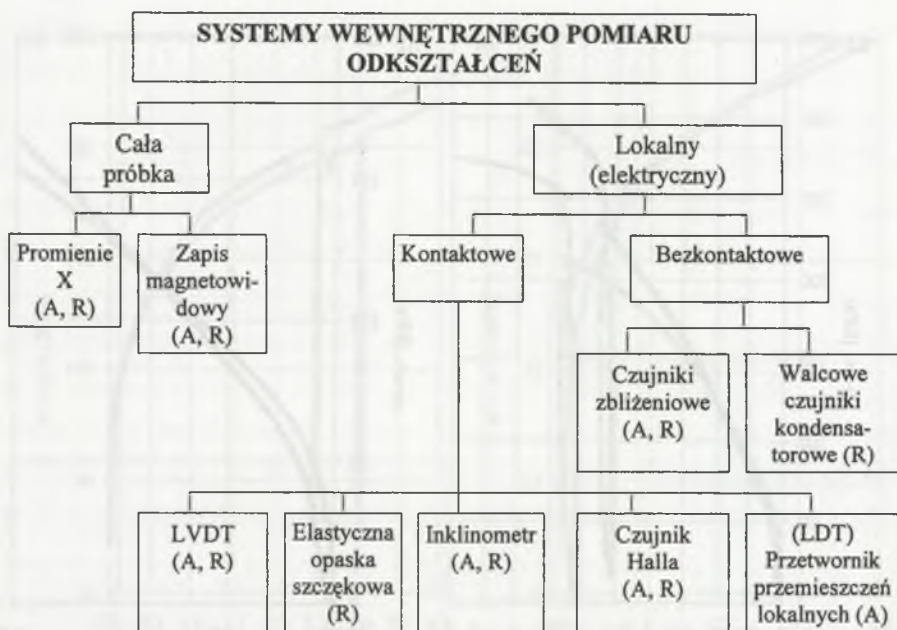 SYSTEMY WEWNĘTRZNEGO POMIARU
ODKSZTAŁCEŃ
Cała
próbka
Lokalny
(elektryczny)
Promienie
X
(A, R)
Zapis
magnetowi-
dowy
(A, R)
Kontaktowe
Bezkontaktowe
Czujniki
zbliżeniowe
(A, R)
Walcowe
czujniki
kondensa-
torowe (R)
LVDT
(A, R)
Elastyczna
opaska
szczękowa
(R)
Inklinometr
(A, R)
Czujnik
Halla
(A, R)
(LDT)
Przetwornik
przemieszczeń
lokalnych (A)